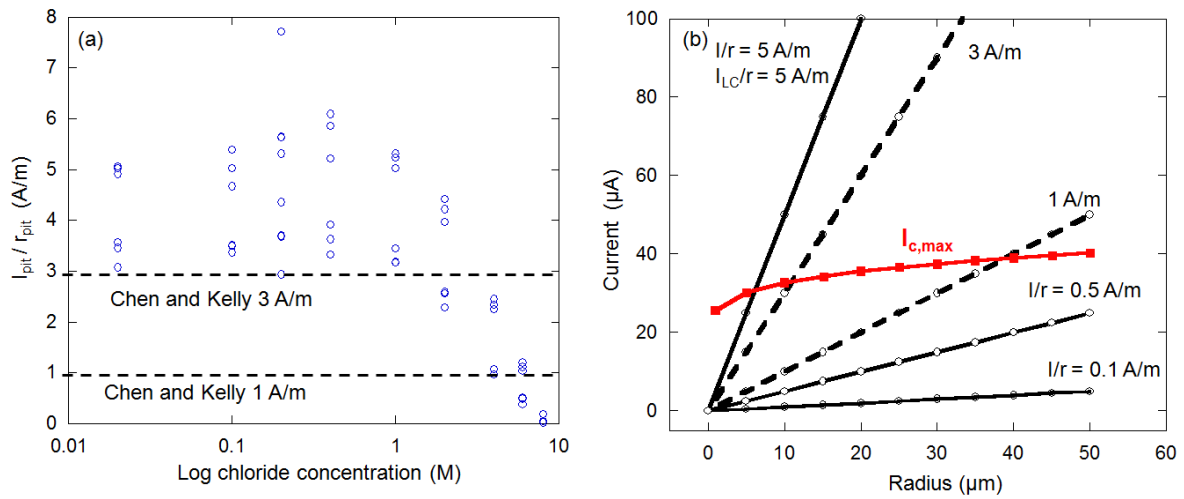 (a)
8
7
6
5
4
3
2
1
0
I_pit / r_pit (A/m)
Chen and Kelly 3 A/m
Chen and Kelly 1 A/m
0.01
0.1
1
10
Log chloride concentration (M)
(b)
100
80
60
40
20
0
Current (µA)
I/r = 5 A/m
I_LC/r = 5 A/m
3 A/m
1 A/m
I_c,max
I/r = 0.5 A/m
I/r = 0.1 A/m
0
10
20
30
40
50
60
Radius (µm)